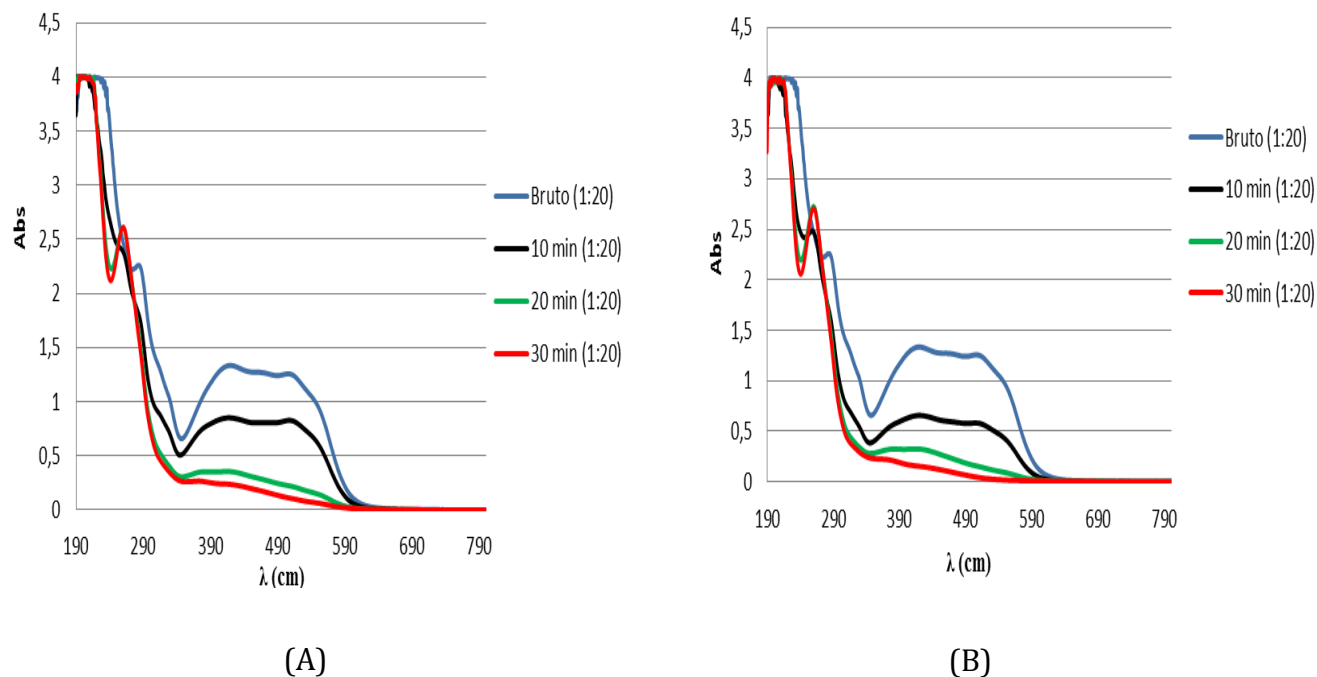 4,5
4
3,5
3
2,5
2
1,5
1
0,5
0
Abs
190 290 390 490 590 690 790
λ (cm)
Bruto (1:20)
10 min (1:20)
20 min (1:20)
30 min (1:20)
(A)
4,5
4
3,5
3
2,5
2
1,5
1
0,5
0
Abs
190 290 390 490 590 690 790
λ (cm)
Bruto (1:20)
10 min (1:20)
20 min (1:20)
30 min (1:20)
(B)